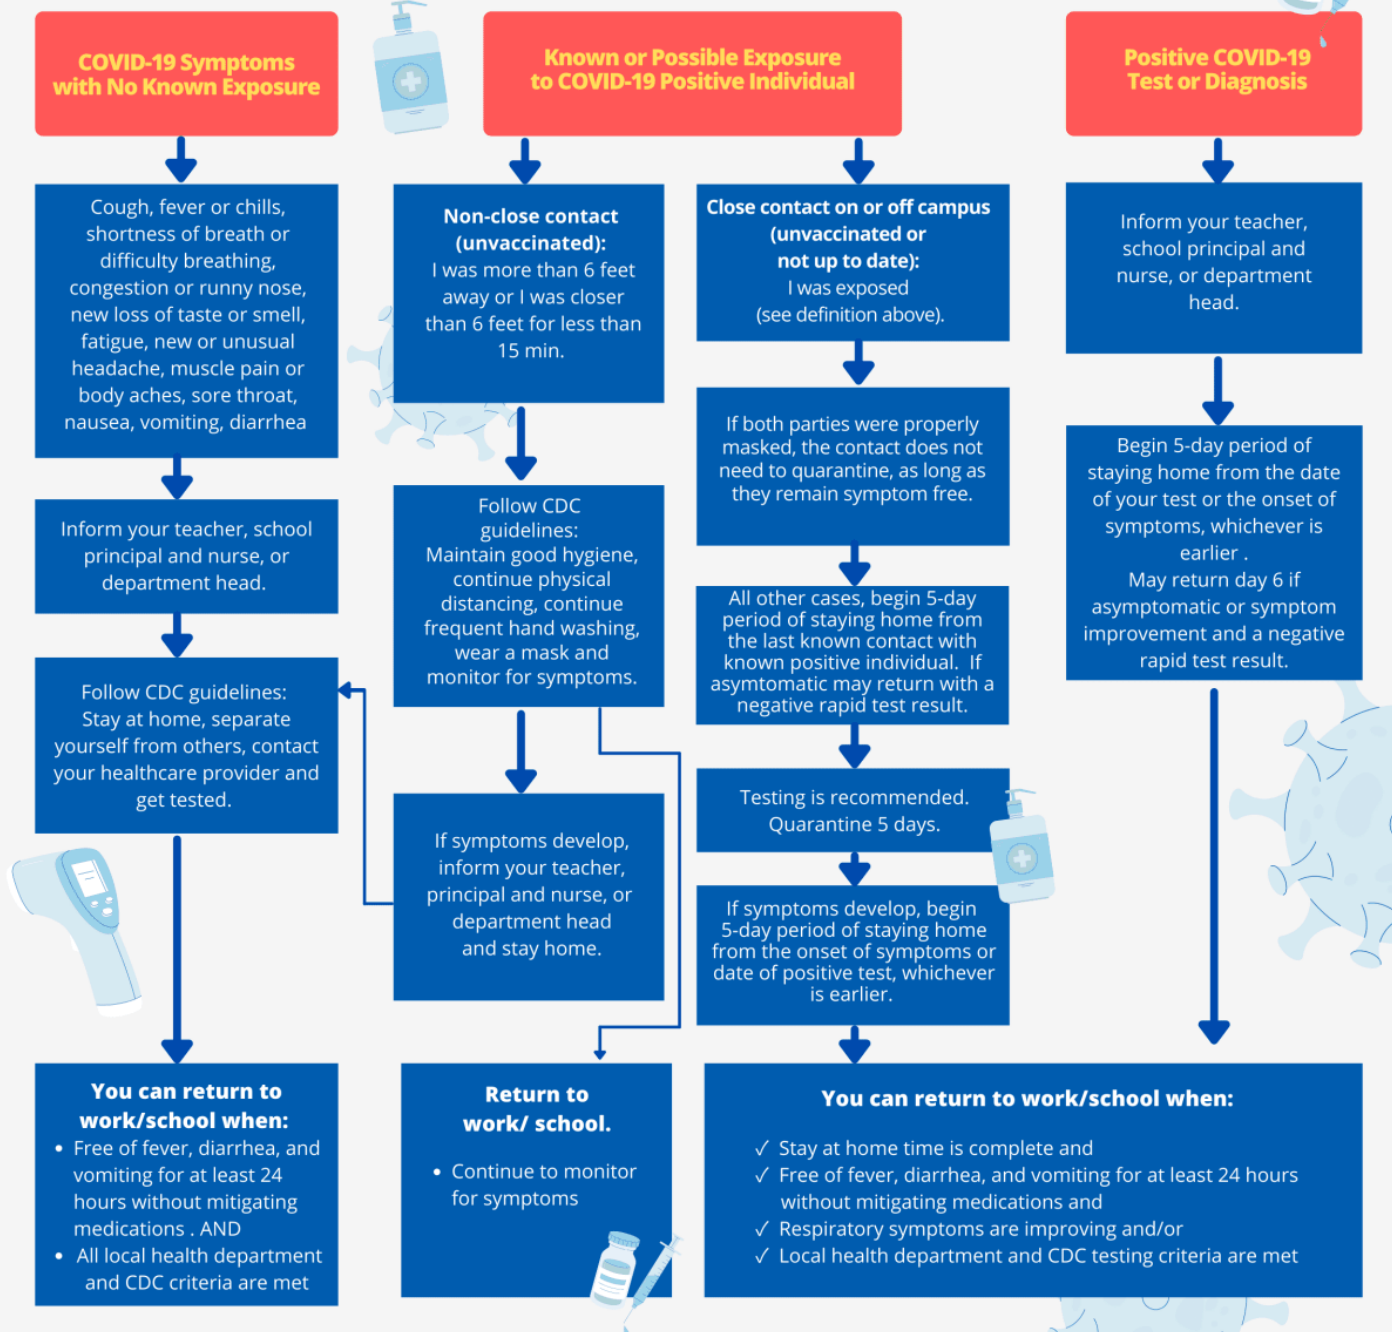 COVID-19 Symptoms
with No Known Exposure
Cough, fever or chills,
shortness of breath or
difficulty breathing,
congestion or runny nose,
new loss of taste or smell,
fatigue, new or unusual
headache, muscle pain or
body aches, sore throat,
nausea, vomiting, diarrhea
Inform your teacher, school
principal and nurse, or
department head.
Follow CDC guidelines:
Stay at home, separate
yourself from others, contact
your healthcare provider and
get tested.
You can return to
work/school when:
• Free of fever, diarrhea, and
vomiting for at least 24
hours without mitigating
medications . AND
• All local health department
and CDC criteria are met
Known or Possible Exposure
to COVID-19 Positive Individual
Non-close contact
(unvaccinated):
I was more than 6 feet
away or I was closer
than 6 feet for less than
15 min.
Follow CDC
guidelines:
Maintain good hygiene,
continue physical
distancing, continue
frequent hand washing,
wear a mask and
monitor for symptoms.
If symptoms develop,
inform your teacher,
principal and nurse, or
department head
and stay home.
Return to
work/ school.
• Continue to monitor
for symptoms
Close contact on or off campus
(unvaccinated or
not up to date):
I was exposed
(see definition above).
If both parties were properly
masked, the contact does not
need to quarantine, as long as
they remain symptom free.
All other cases, begin 5-day
period of staying home from
the last known contact with
known positive individual.  If
asymtomatic may return with a
negative rapid test result.
Testing is recommended.
Quarantine 5 days.
If symptoms develop, begin
5-day period of staying home
from the onset of symptoms or
date of positive test, whichever
is earlier.
Positive COVID-19
Test or Diagnosis
Inform your teacher,
school principal and
nurse, or department
head.
Begin 5-day period of
staying home from the date
of your test or the onset of
symptoms, whichever is
earlier .
May return day 6 if
asymptomatic or symptom
improvement and a negative
rapid test result.
You can return to work/school when:
✓ Stay at home time is complete and
✓ Free of fever, diarrhea, and vomiting for at least 24 hours
without mitigating medications and
✓ Respiratory symptoms are improving and/or
✓ Local health department and CDC testing criteria are met